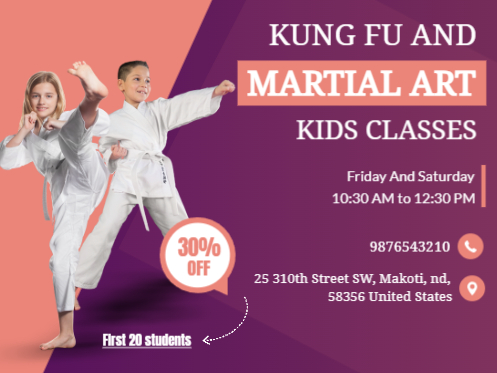 KUNG FU AND
MARTIAL ART
KIDS CLASSES
Friday And Saturday
10:30 AM to 12:30 PM
9876543210
25 310th Street SW, Makoti, nd,
58356 United States
30%
OFF
First 20 students